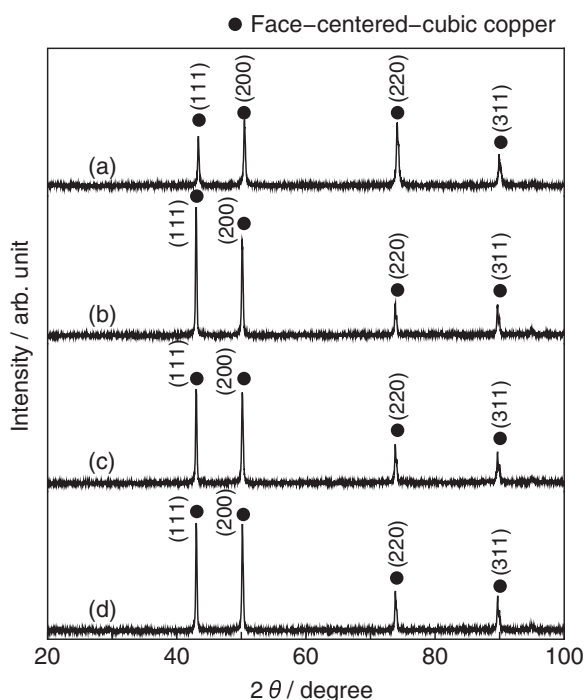 ● Face−centered−cubic copper
(111)
(200)
(220)
(311)
(a)
(111)
(200)
(220)
(311)
(b)
(111)
(200)
(220)
(311)
(c)
(111)
(200)
(220)
(311)
(d)
Intensity / arb. unit
20 40 60 80 100
2 θ / degree